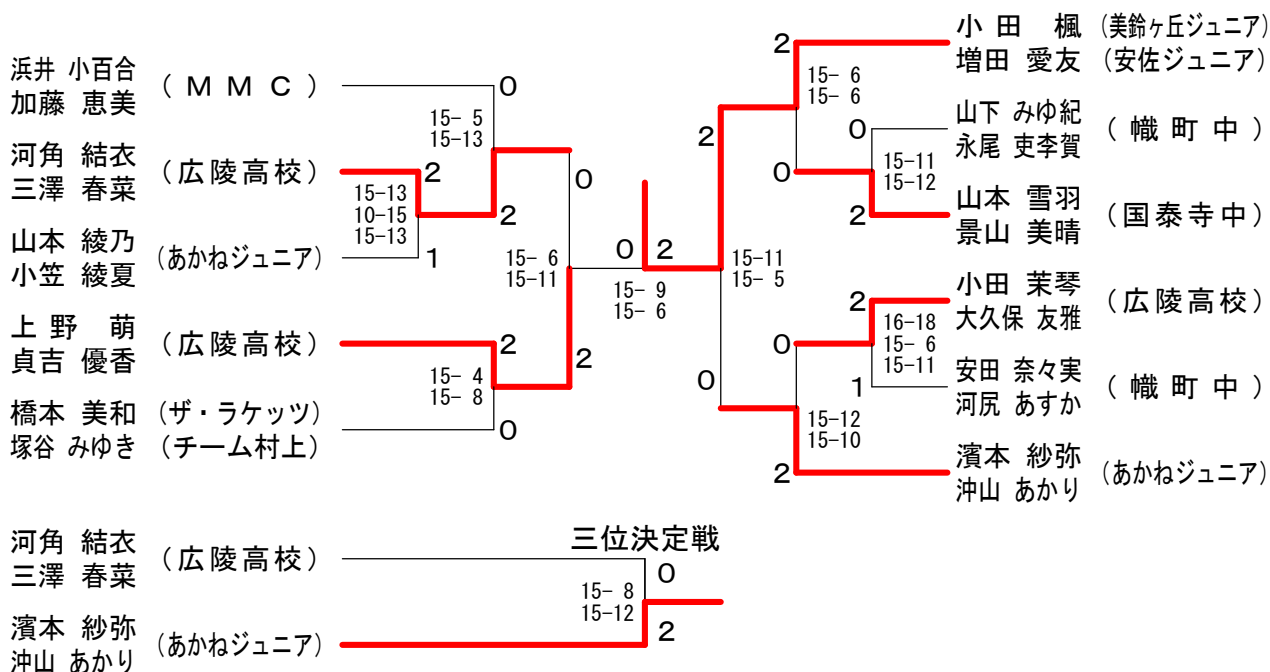 浜井 小百合
加藤 恵美
(ＭＭＣ)
0
15- 5
15-13
河角 結衣
三澤 春菜
(広陵高校)
2
15-13
10-15
15-13
2
山本 綾乃
小笠 綾夏
(あかねジュニア)
1
0
15- 6
15-11
上野 萌
貞吉 優香
(広陵高校)
2
2
15- 4
15- 8
橋本 美和
塚谷 みゆき
(ザ・ラケッツ)
(チーム村上)
0
0
2
15- 9
15- 6
小田 楓
増田 愛友
(美鈴ヶ丘ジュニア)
(安佐ジュニア)
2
15- 6
15- 6
2
山下 みゆ紀
永尾 吏李賀
(幟町中)
0
0
15-11
15-12
山本 雪羽
景山 美晴
(国泰寺中)
2
15-11
15- 5
小田 茉琴
大久保 友雅
(広陵高校)
2
0
16-18
15- 6
15-11
安田 奈々実
河尻 あすか
(幟町中)
1
0
15-12
15-10
濱本 紗弥
沖山 あかり
(あかねジュニア)
2
三位決定戦
河角 結衣
三澤 春菜
(広陵高校)
0
15- 8
15-12
濱本 紗弥
沖山 あかり
(あかねジュニア)
2